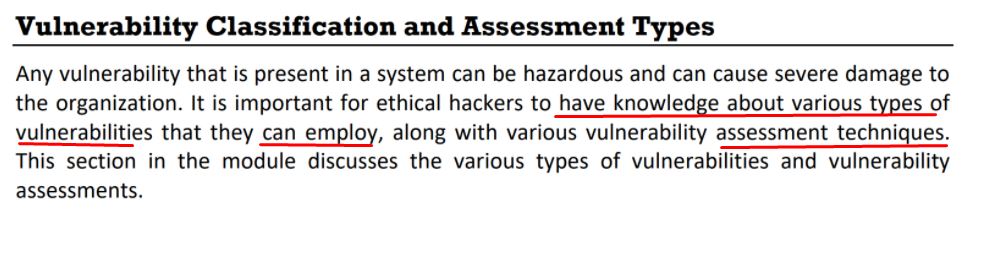 Vulnerability Classification and Assessment Types
Any vulnerability that is present in a system can be hazardous and can cause severe damage to
the organization. It is important for ethical hackers to have knowledge about various types of
vulnerabilities that they can employ, along with various vulnerability assessment techniques.
This section in the module discusses the various types of vulnerabilities and vulnerability
assessments.